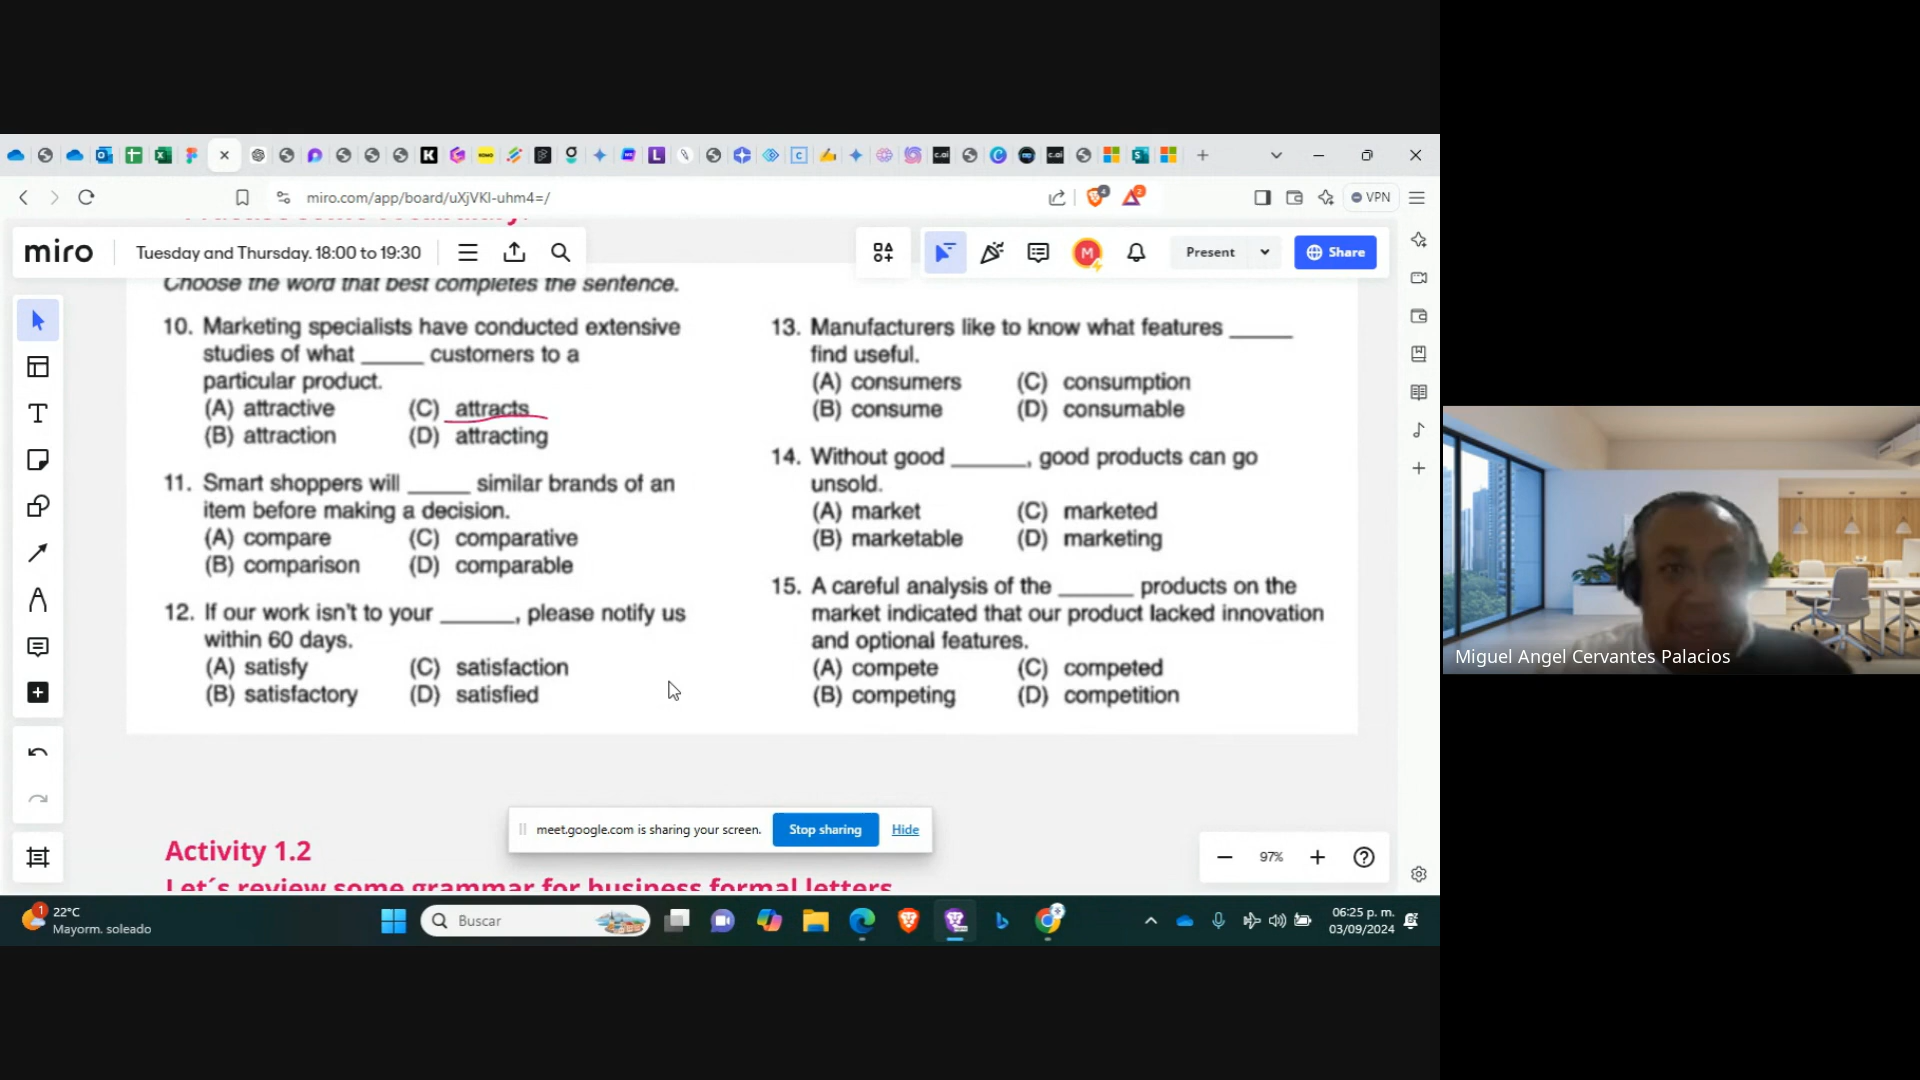 miro.com/app/board/uXjVKl-uhm4=/
VPN
miro
Tuesday and Thursday. 18:00 to 19:30
Present
Share
Choose the word that best completes the sentence.
10. Marketing specialists have conducted extensive
studies of what _____ customers to a
particular product.
(A) attractive (C) attracts
(B) attraction (D) attracting
11. Smart shoppers will _____ similar brands of an
item before making a decision.
(A) compare (C) comparative
(B) comparison (D) comparable
12. If our work isn't to your ______, please notify us
within 60 days.
(A) satisfy (C) satisfaction
(B) satisfactory (D) satisfied
13. Manufacturers like to know what features _____
find useful.
(A) consumers (C) consumption
(B) consume (D) consumable
14. Without good ______, good products can go
unsold.
(A) market (C) marketed
(B) marketable (D) marketing
15. A careful analysis of the ______ products on the
market indicated that our product lacked innovation
and optional features.
(A) compete (C) competed
(B) competing (D) competition
meet.google.com is sharing your screen.
Stop sharing
Hide
Activity 1.2
Let´s review some grammar for business formal letters
97%
22°C
Mayorm. soleado
Buscar
06:25 p. m.
03/09/2024
Miguel Angel Cervantes Palacios